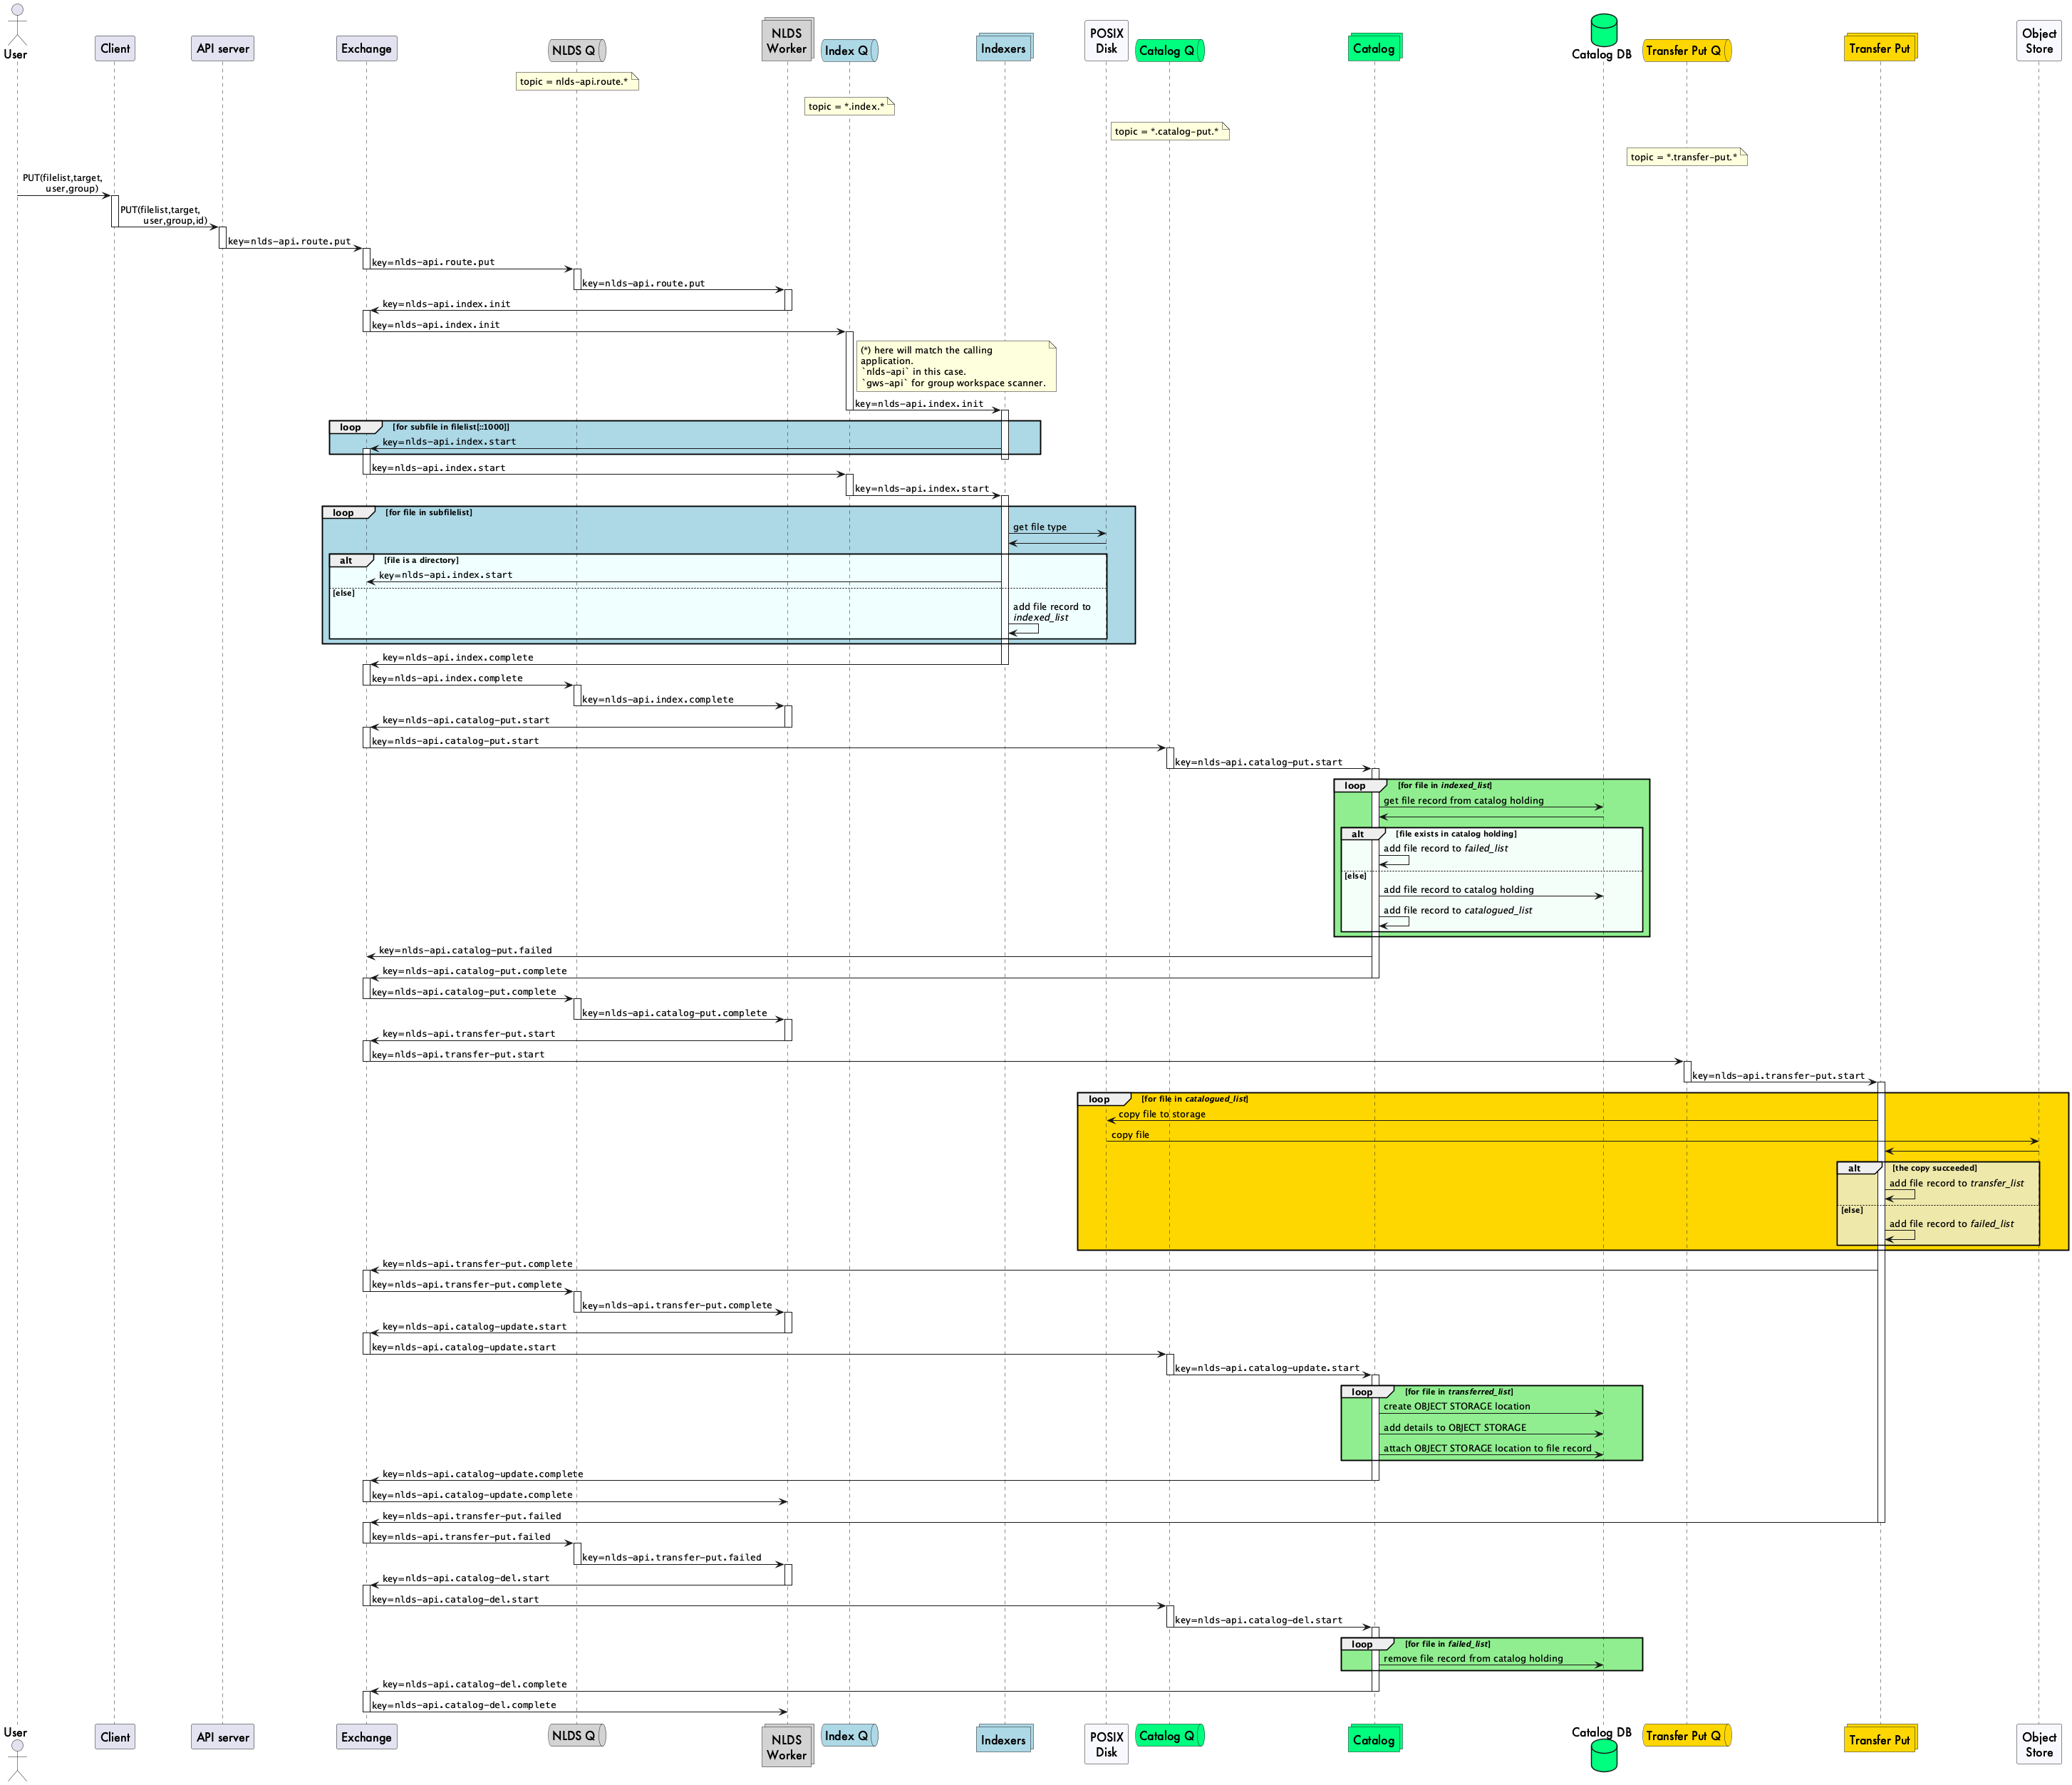 User
Client
API server
Exchange
NLDS Q
NLDS
Worker
Index Q
Indexers
POSIX
Disk
Catalog Q
Catalog
Catalog DB
Transfer Put Q
Transfer Put
Object
Store
topic = nlds-api.route.*
topic = *.index.*
topic = *.catalog-put.*
topic = *.transfer-put.*
PUT(filelist,target,
user,group)
PUT(filelist,target,
user,group,id)
key=nlds-api.route.put
key=nlds-api.route.put
key=nlds-api.route.put
key=nlds-api.index.init
key=nlds-api.index.init
(*) here will match the calling
application.
`nlds-api` in this case.
`gws-api` for group workspace scanner.
key=nlds-api.index.init
loop [for subfile in filelist[::1000]]
key=nlds-api.index.start
key=nlds-api.index.start
key=nlds-api.index.start
loop [for file in subfilelist]
get file type
alt [file is a directory]
key=nlds-api.index.start
[else]
add file record to
indexed_list
key=nlds-api.index.complete
key=nlds-api.index.complete
key=nlds-api.index.complete
key=nlds-api.catalog-put.start
key=nlds-api.catalog-put.start
key=nlds-api.catalog-put.start
loop [for file in indexed_list]
get file record from catalog holding
alt [file exists in catalog holding]
add file record to failed_list
[else]
add file record to catalog holding
add file record to catalogued_list
key=nlds-api.catalog-put.failed
key=nlds-api.catalog-put.complete
key=nlds-api.catalog-put.complete
key=nlds-api.catalog-put.complete
key=nlds-api.transfer-put.start
key=nlds-api.transfer-put.start
key=nlds-api.transfer-put.start
loop [for file in catalogued_list]
copy file to storage
copy file
alt [the copy succeeded]
add file record to transfer_list
[else]
add file record to failed_list
key=nlds-api.transfer-put.complete
key=nlds-api.transfer-put.complete
key=nlds-api.transfer-put.complete
key=nlds-api.catalog-update.start
key=nlds-api.catalog-update.start
key=nlds-api.catalog-update.start
loop [for file in transferred_list]
create OBJECT STORAGE location
add details to OBJECT STORAGE
attach OBJECT STORAGE location to file record
key=nlds-api.catalog-update.complete
key=nlds-api.catalog-update.complete
key=nlds-api.transfer-put.failed
key=nlds-api.transfer-put.failed
key=nlds-api.transfer-put.failed
key=nlds-api.catalog-del.start
key=nlds-api.catalog-del.start
key=nlds-api.catalog-del.start
loop [for file in failed_list]
remove file record from catalog holding
key=nlds-api.catalog-del.complete
key=nlds-api.catalog-del.complete
User
Client
API server
Exchange
NLDS Q
NLDS
Worker
Index Q
Indexers
POSIX
Disk
Catalog Q
Catalog
Catalog DB
Transfer Put Q
Transfer Put
Object
Store